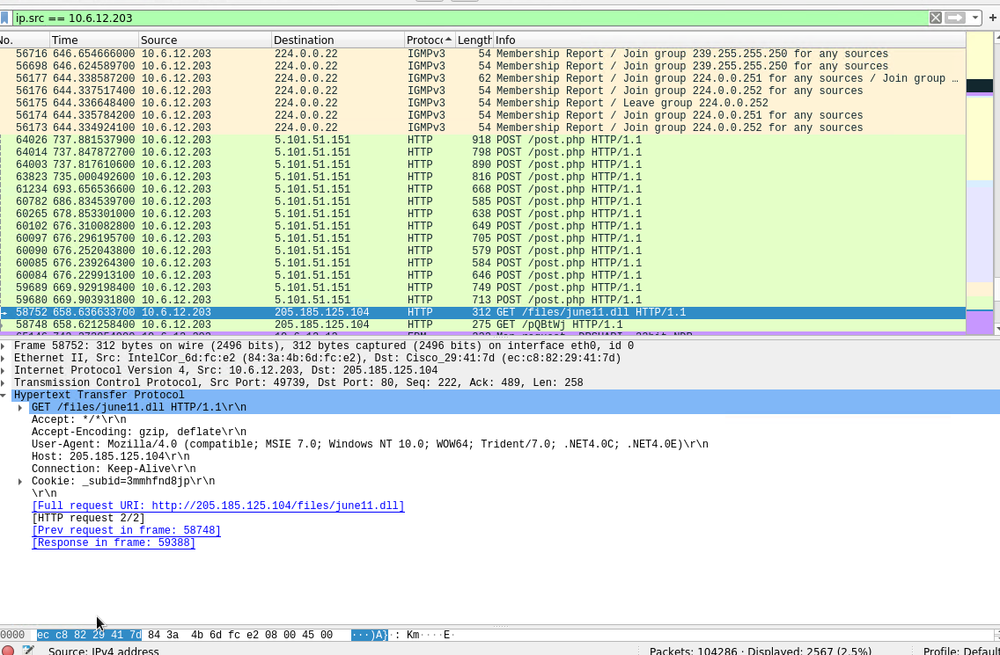 ip.src == 10.6.12.203
No. Time Source Destination Protocc Length Info
56716 646.654666000 10.6.12.203 224.0.0.22 IGMPv3 54 Membership Report / Join group 239.255.255.250 for any sources
56698 646.624589700 10.6.12.203 224.0.0.22 IGMPv3 54 Membership Report / Join group 239.255.255.250 for any sources
56177 644.338587200 10.6.12.203 224.0.0.22 IGMPv3 62 Membership Report / Join group 224.0.0.251 for any sources / Join group …
56176 644.337517400 10.6.12.203 224.0.0.22 IGMPv3 54 Membership Report / Join group 224.0.0.252 for any sources
56175 644.336648400 10.6.12.203 224.0.0.22 IGMPv3 54 Membership Report / Leave group 224.0.0.252
56174 644.335784200 10.6.12.203 224.0.0.22 IGMPv3 54 Membership Report / Join group 224.0.0.251 for any sources
56173 644.334924100 10.6.12.203 224.0.0.22 IGMPv3 54 Membership Report / Join group 224.0.0.252 for any sources
64026 737.881537900 10.6.12.203 5.101.51.151 HTTP 918 POST /post.php HTTP/1.1
64014 737.847872700 10.6.12.203 5.101.51.151 HTTP 798 POST /post.php HTTP/1.1
64003 737.817610600 10.6.12.203 5.101.51.151 HTTP 890 POST /post.php HTTP/1.1
63823 735.000492600 10.6.12.203 5.101.51.151 HTTP 816 POST /post.php HTTP/1.1
61234 693.656536600 10.6.12.203 5.101.51.151 HTTP 668 POST /post.php HTTP/1.1
60782 686.834539700 10.6.12.203 5.101.51.151 HTTP 585 POST /post.php HTTP/1.1
60265 678.853301000 10.6.12.203 5.101.51.151 HTTP 638 POST /post.php HTTP/1.1
60102 676.310082800 10.6.12.203 5.101.51.151 HTTP 649 POST /post.php HTTP/1.1
60097 676.296195700 10.6.12.203 5.101.51.151 HTTP 705 POST /post.php HTTP/1.1
60090 676.252043800 10.6.12.203 5.101.51.151 HTTP 579 POST /post.php HTTP/1.1
60085 676.239264300 10.6.12.203 5.101.51.151 HTTP 584 POST /post.php HTTP/1.1
60084 676.229913100 10.6.12.203 5.101.51.151 HTTP 646 POST /post.php HTTP/1.1
59689 669.929198400 10.6.12.203 5.101.51.151 HTTP 749 POST /post.php HTTP/1.1
59680 669.903931800 10.6.12.203 5.101.51.151 HTTP 713 POST /post.php HTTP/1.1
58752 658.636633700 10.6.12.203 205.185.125.104 HTTP 312 GET /files/june11.dll HTTP/1.1
58748 658.621258400 10.6.12.203 205.185.125.104 HTTP 275 GET /pQBtWj HTTP/1.1
Frame 58752: 312 bytes on wire (2496 bits), 312 bytes captured (2496 bits) on interface eth0, id 0
Ethernet II, Src: IntelCor_6d:fc:e2 (84:3a:4b:6d:fc:e2), Dst: Cisco_29:41:7d (ec:c8:82:29:41:7d)
Internet Protocol Version 4, Src: 10.6.12.203, Dst: 205.185.125.104
Transmission Control Protocol, Src Port: 49739, Dst Port: 80, Seq: 222, Ack: 489, Len: 258
Hypertext Transfer Protocol
GET /files/june11.dll HTTP/1.1\r\n
Accept: */*\r\n
Accept-Encoding: gzip, deflate\r\n
User-Agent: Mozilla/4.0 (compatible; MSIE 7.0; Windows NT 10.0; WOW64; Trident/7.0; .NET4.0C; .NET4.0E)\r\n
Host: 205.185.125.104\r\n
Connection: Keep-Alive\r\n
Cookie: _subid=3mmhfnd8jp\r\n
\r\n
[Full request URI: http://205.185.125.104/files/june11.dll]
[HTTP request 2/2]
[Prev request in frame: 58748]
[Response in frame: 59388]
0000 ec c8 82 29 41 7d 84 3a 4b 6d fc e2 08 00 45 00 ···)A}·: Km····E·
Source: IPv4 address Packets: 104286 · Displayed: 2567 (2.5%) Profile: Default